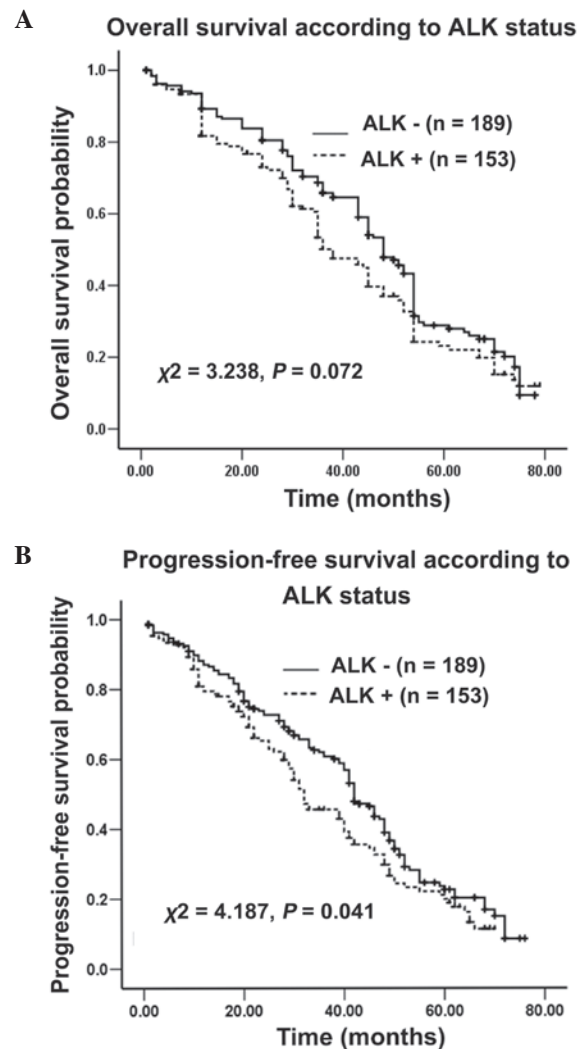 A
Overall survival according to ALK status
Overall survival probability
1.0
0.8
0.6
0.4
0.2
0.0
ALK - (n = 189)
ALK + (n = 153)
χ2 = 3.238, P = 0.072
0.00 20.00 40.00 60.00 80.00
Time (months)
B
Progression-free survival according to
ALK status
Progression-free survival probability
1.0
0.8
0.6
0.4
0.2
0.0
ALK - (n = 189)
ALK + (n = 153)
χ2 = 4.187, P = 0.041
0.00 20.00 40.00 60.00 80.00
Time (months)